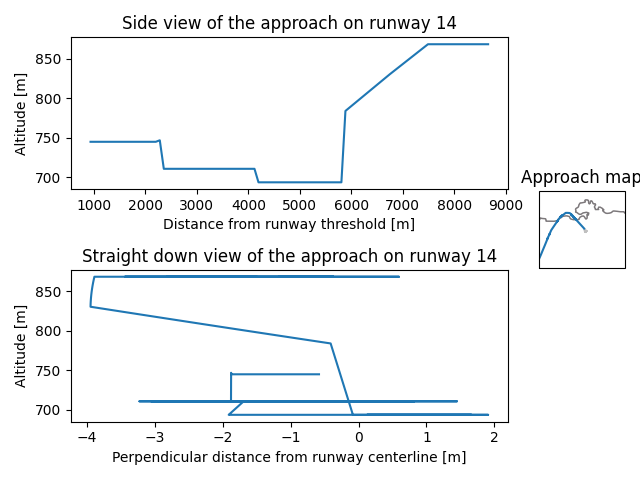 Side view of the approach on runway 14
Altitude [m]
850
800
750
700
1000 2000 3000 4000 5000 6000 7000 8000 9000
Distance from runway threshold [m]
Approach map
Straight down view of the approach on runway 14
Altitude [m]
850
800
750
700
−4 −3 −2 −1 0 1 2
Perpendicular distance from runway centerline [m]